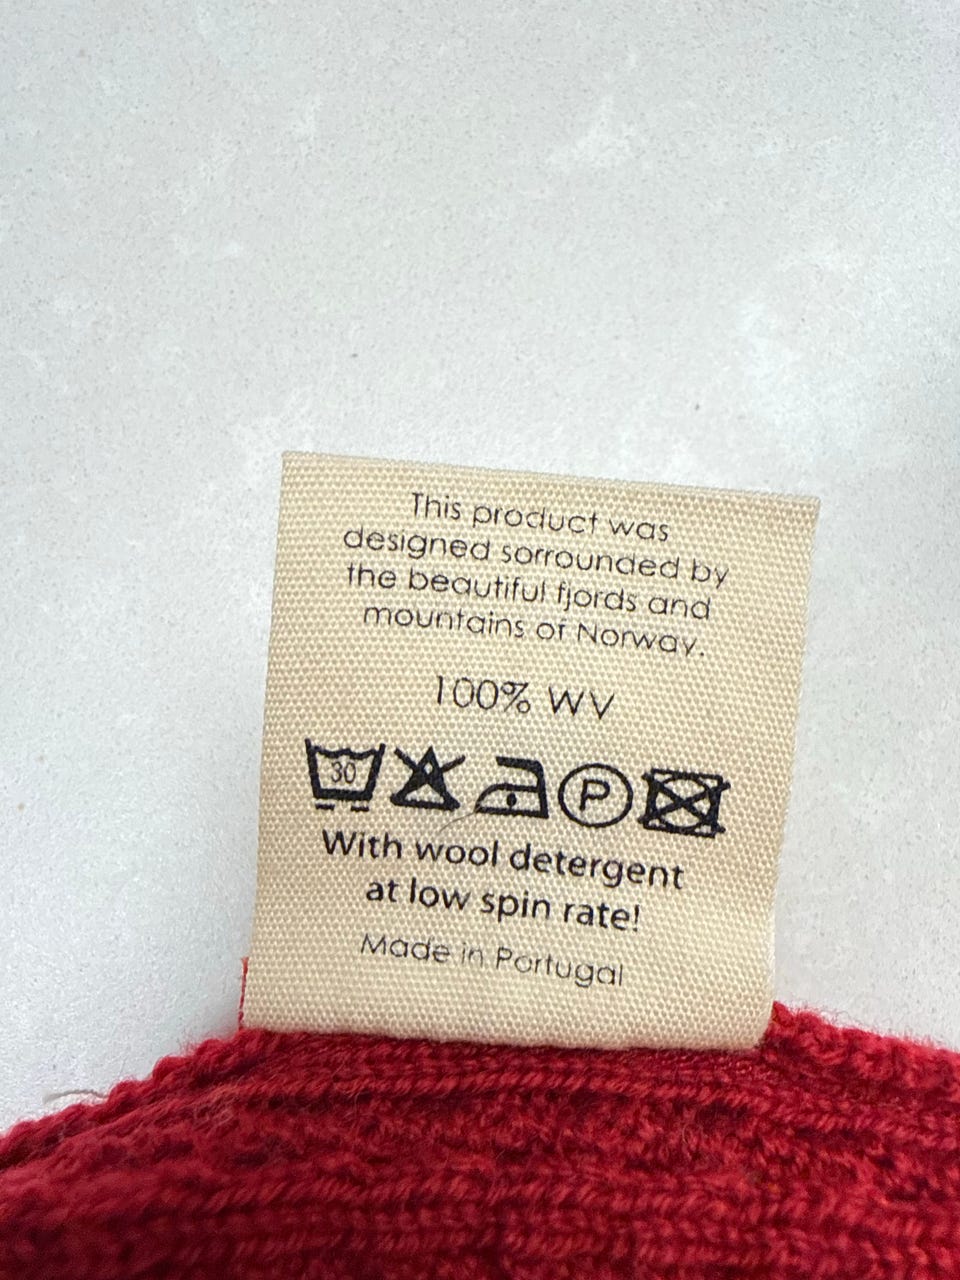 This product was
designed sorrounded by
the beautiful fjords and
mountains of Norway.
100% WV
30 P
With wool detergent
at low spin rate!
Made in Portugal